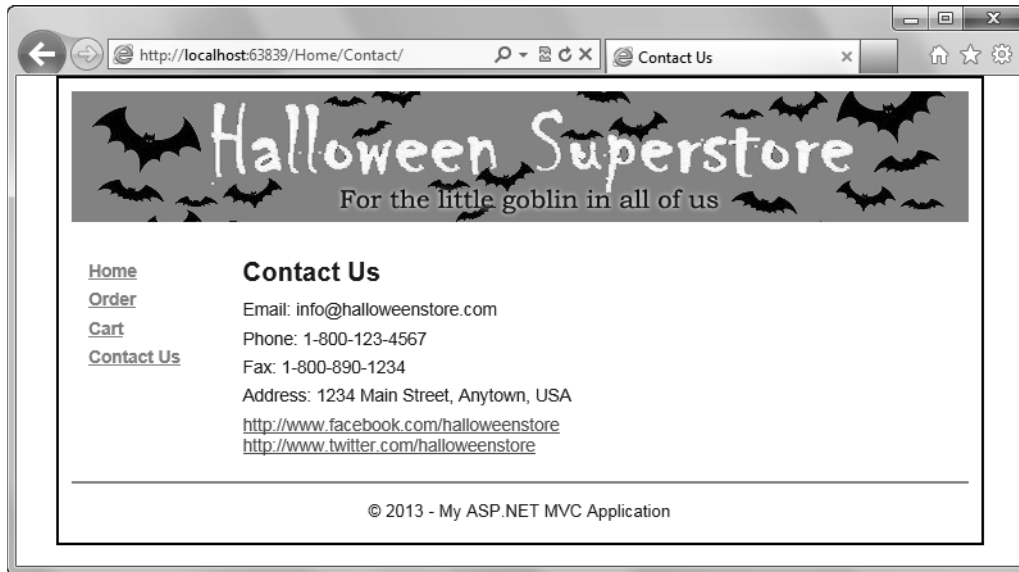 http://localhost:63839/Home/Contact/
Contact Us
Halloween Superstore
For the little goblin in all of us
Home
Order
Cart
Contact Us
Contact Us
Email: info@halloweenstore.com
Phone: 1-800-123-4567
Fax: 1-800-890-1234
Address: 1234 Main Street, Anytown, USA
http://www.facebook.com/halloweenstore
http://www.twitter.com/halloweenstore
© 2013 - My ASP.NET MVC Application